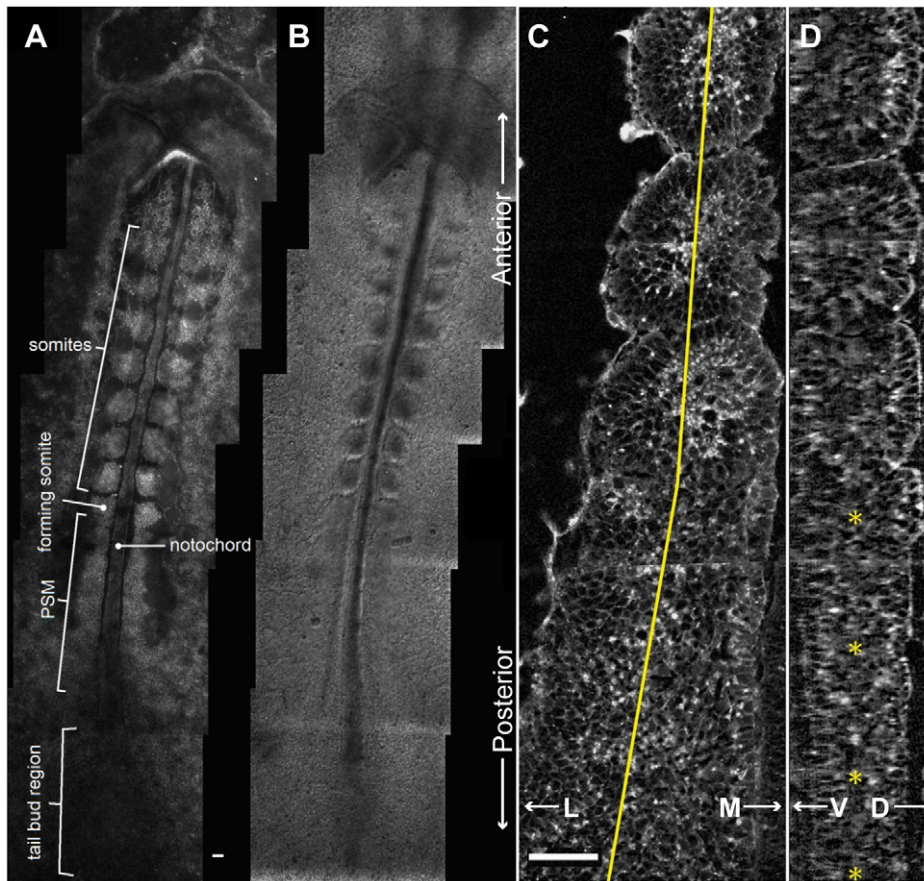 A
B
C
D
somites
forming somite
notochord
PSM
tail bud region
Anterior
Posterior
L
M
V
D
*
*
*
*